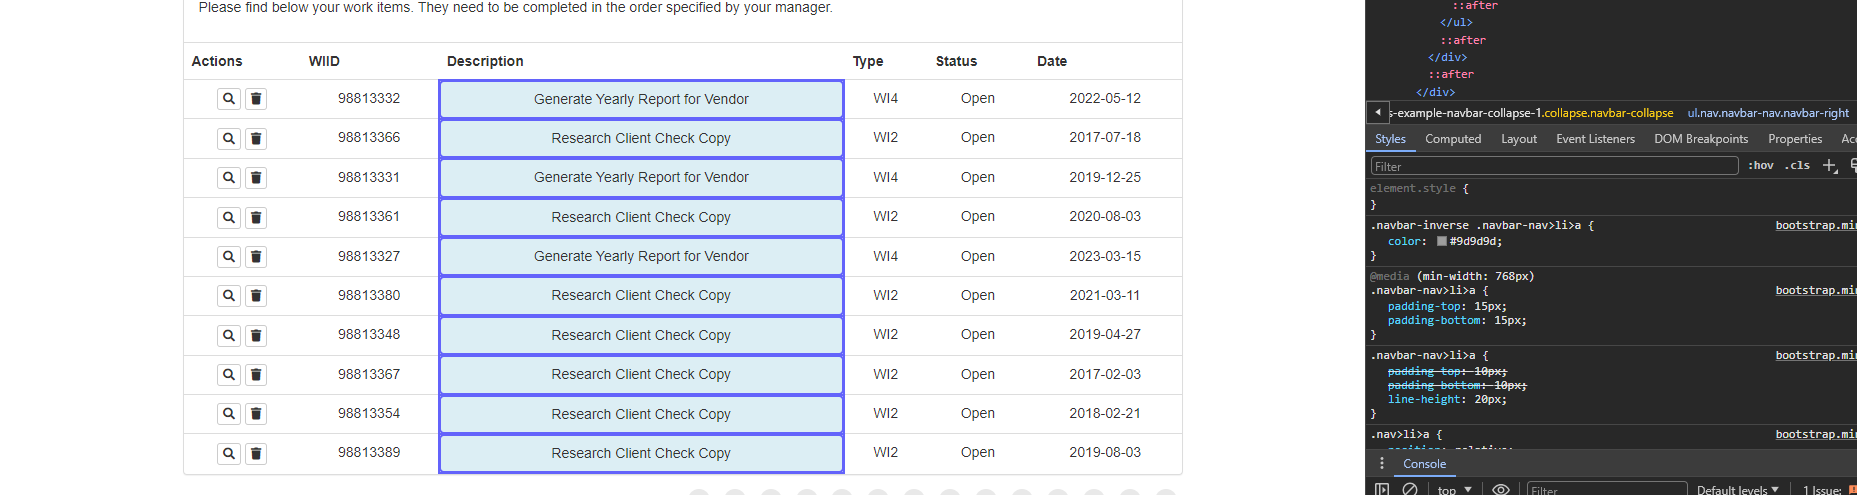 Please find below your work items. They need to be completed in the order specified by your manager.
Actions WIID Description Type Status Date
98813332 Generate Yearly Report for Vendor WI4 Open 2022-05-12
98813366 Research Client Check Copy WI2 Open 2017-07-18
98813331 Generate Yearly Report for Vendor WI4 Open 2019-12-25
98813361 Research Client Check Copy WI2 Open 2020-08-03
98813327 Generate Yearly Report for Vendor WI4 Open 2023-03-15
98813380 Research Client Check Copy WI2 Open 2021-03-11
98813348 Research Client Check Copy WI2 Open 2019-04-27
98813367 Research Client Check Copy WI2 Open 2017-02-03
98813354 Research Client Check Copy WI2 Open 2018-02-21
98813389 Research Client Check Copy WI2 Open 2019-08-03
::after
</ul>
::after
</div>
::after
</div>
s-example-navbar-collapse-1.collapse.navbar-collapse ul.nav.navbar-nav.navbar-right
Styles Computed Layout Event Listeners DOM Breakpoints Properties Ac
Filter :hov .cls +
element.style {
}
.navbar-inverse .navbar-nav>li>a { bootstrap.mi
color: #9d9d9d;
}
@media (min-width: 768px)
.navbar-nav>li>a { bootstrap.mi
padding-top: 15px;
padding-bottom: 15px;
}
.navbar-nav>li>a { bootstrap.mi
padding-top: 10px;
padding-bottom: 10px;
line-height: 20px;
}
.nav>li>a { bootstrap.mi
Console
top Filter Default levels 1 Issue: